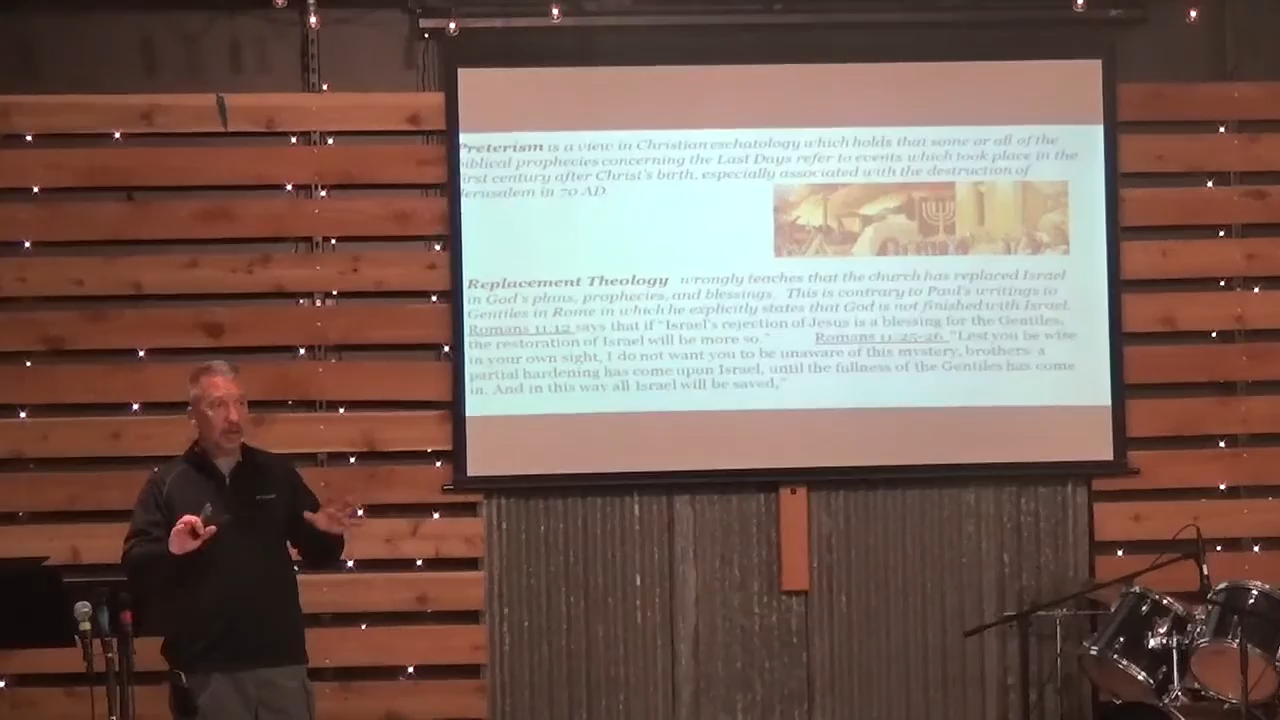 Preterism is a view in Christian eschatology which holds that some or all of the
biblical prophecies concerning the Last Days refer to events which took place in the
first century after Christ's birth, especially associated with the destruction of
Jerusalem in 70 AD.
Replacement Theology wrongly teaches that the church has replaced Israel
in God's plans, prophecies, and blessings. This is contrary to Paul's writings to
Gentiles in Rome in which he explicitly states that God is not finished with Israel.
Romans 11:12 says that if "Israel's rejection of Jesus is a blessing for the Gentiles,
the restoration of Israel will be more so." Romans 11:25-26 "Lest you be wise
in your own sight, I do not want you to be unaware of this mystery, brothers: a
partial hardening has come upon Israel, until the fullness of the Gentiles has come
in. And in this way all Israel will be saved,"